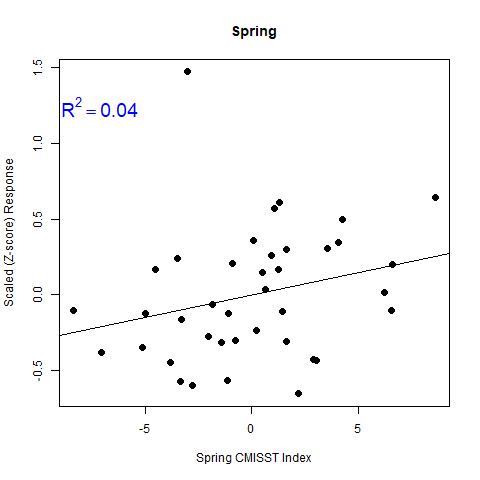 Spring
R² = 0.04
Scaled (Z-score) Response
1.5
1.0
0.5
0.0
-0.5
-5
0
5
Spring CMISST Index